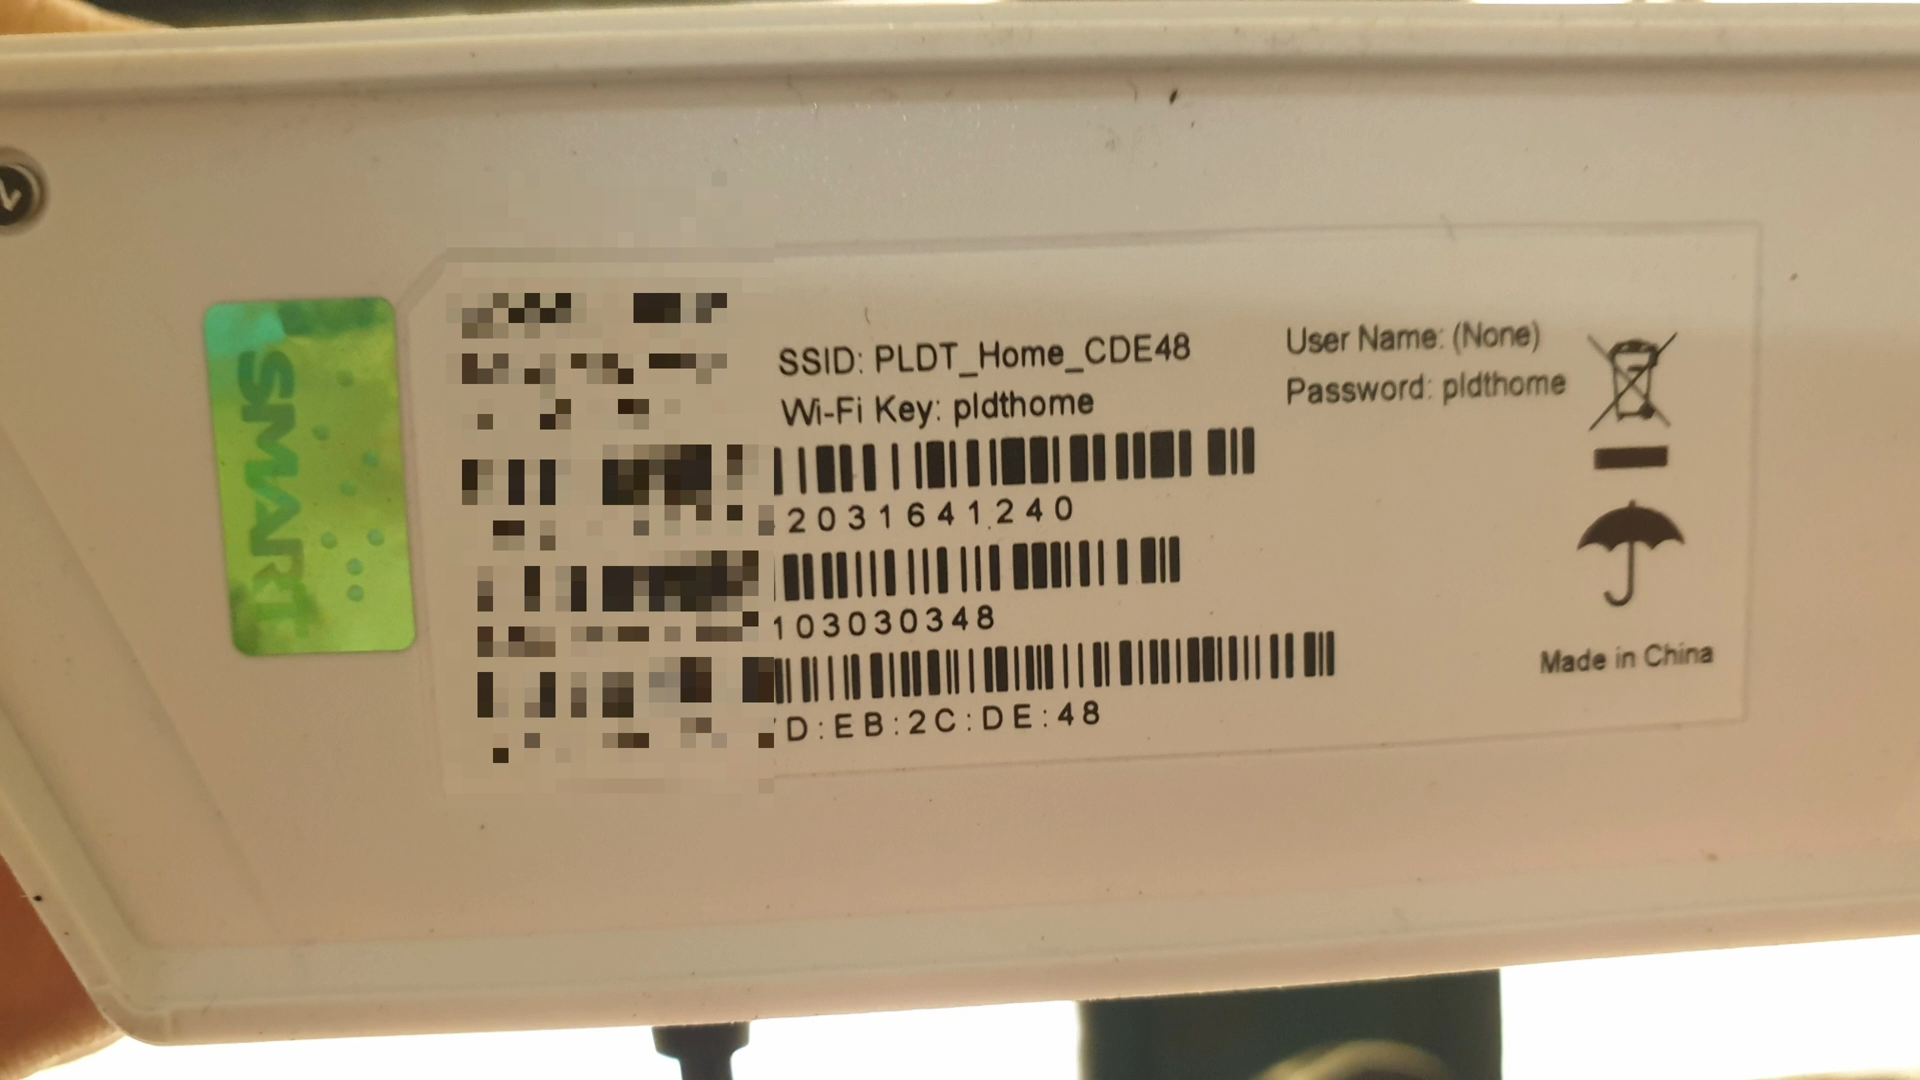 SMART
SSID: PLDT_Home_CDE48
Wi-Fi Key: pldthome
2031641240
103030348
D:EB:2C:DE:48
User Name: (None)
Password: pldthome
Made in China